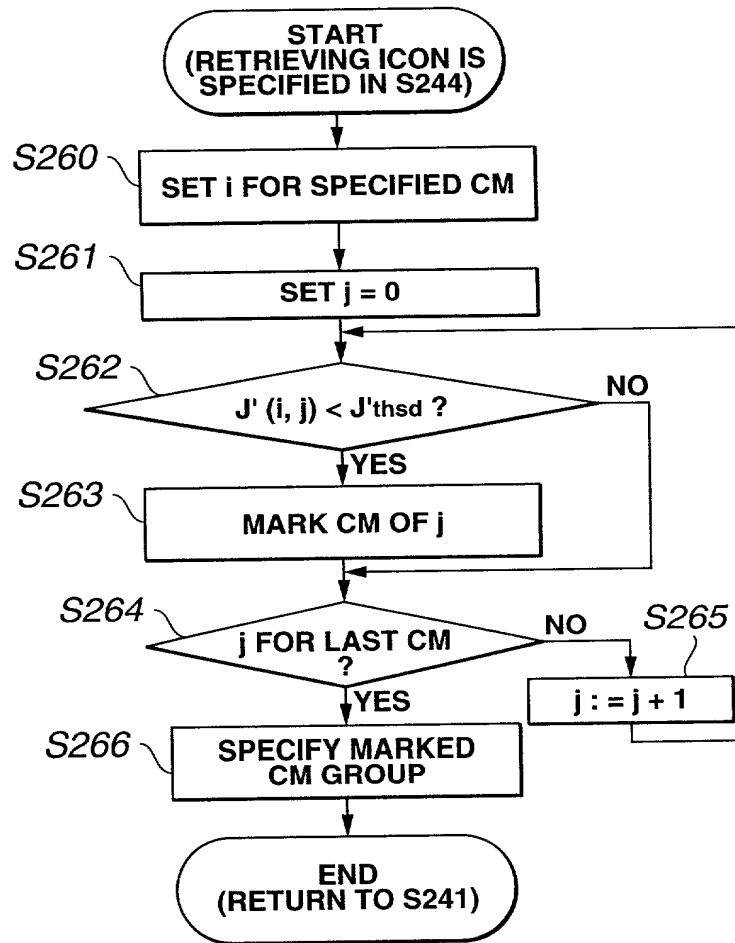 START
(RETRIEVING ICON IS
SPECIFIED IN S244)
S260
SET i FOR SPECIFIED CM
S261
SET j = 0
S262
J' (i, j) < J'thsd ?
NO
YES
S263
MARK CM OF j
S264
j FOR LAST CM
?
NO
S265
j : = j + 1
YES
S266
SPECIFY MARKED
CM GROUP
END
(RETURN TO S241)